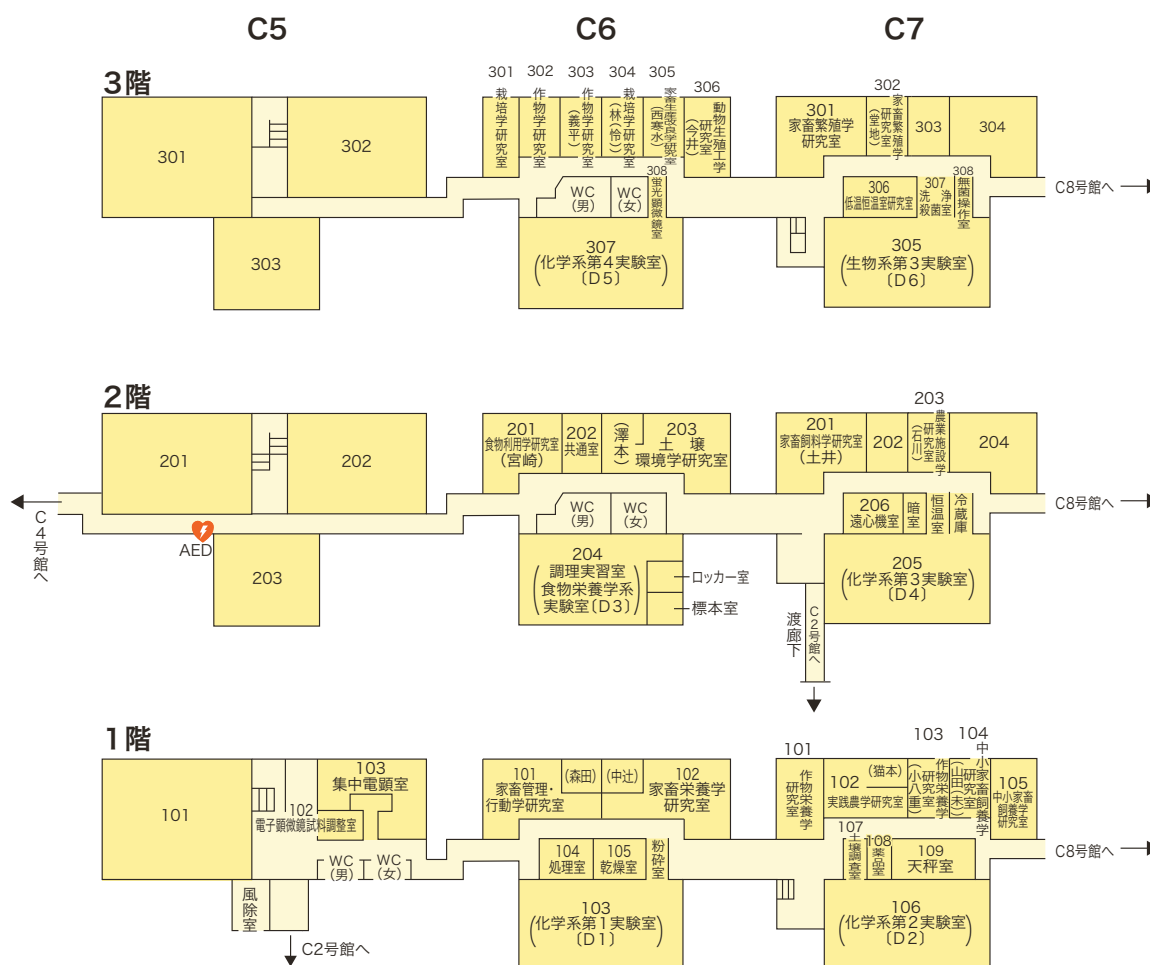 C5
C6
C7
3階
301
302
303
301
栽培学研究室
302
作物学研究室
303
作物学研究室
(義平)
304
栽培学研究室
(林(怜))
305
(西寒水)
306
動物生殖工学
研究室
(今井)
WC
(男)
WC
(女)
308
蛍光顕微鏡室
307
(化学系第4実験室)
〔D5〕
301
家畜繁殖学
研究室
302
家畜繁殖学
研究室
(堂地)
303
304
306
低温恒温室研究室
307
洗浄
殺菌室
308
無菌操作室
305
(生物系第3実験室)
〔D6〕
C8号館へ
2階
201
202
203
C4号館へ
AED
201
食物利用学研究室
(宮崎)
202
共通室
(澤本)
203
土壌
環境学研究室
WC
(男)
WC
(女)
204
(調理実習室
食物栄養学系
実験室〔D3〕)
ロッカー室
標本室
201
家畜飼料学研究室
(土井)
202
203
農業施設学
研究室
(石川)
204
206
遠心機室
暗室
恒温室
冷蔵庫
205
(化学系第3実験室)
〔D4〕
C8号館へ
渡廊下
C2号館へ
1階
101
102
電子顕微鏡試料調整室
103
集中電顕室
WC
(男)
WC
(女)
風除室
C2号館へ
101
家畜管理・
行動学研究室
(森田)
(中辻)
102
家畜栄養学
研究室
104
処理室
105
乾燥室
粉砕室
103
(化学系第1実験室)
〔D1〕
101
作物栄養学
研究室
102
(猫本)
実践農学研究室
103
作物栄養学
研究室
(小八重)
104
中小家畜飼養学
研究室
(山田(未))
105
中小家畜
飼養学
研究室
107
土壌調査室
108
薬品室
109
天秤室
106
(化学系第2実験室)
〔D2〕
C8号館へ